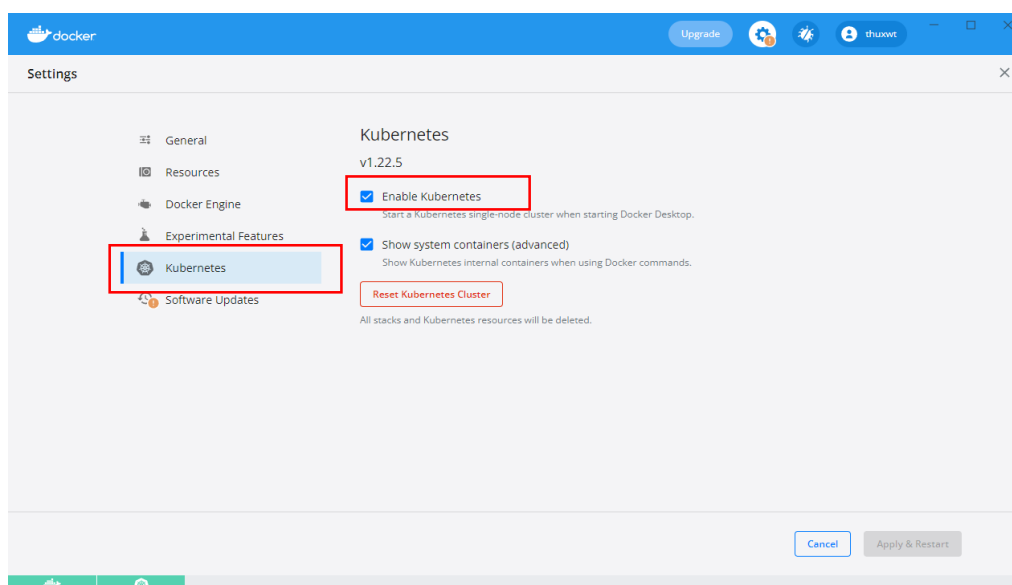 docker
Upgrade
thuxwt
Settings
General
Resources
Docker Engine
Experimental Features
Kubernetes
Software Updates
Kubernetes
v1.22.5
Enable Kubernetes
Start a Kubernetes single-node cluster when starting Docker Desktop.
Show system containers (advanced)
Show Kubernetes internal containers when using Docker commands.
Reset Kubernetes Cluster
All stacks and Kubernetes resources will be deleted.
Cancel
Apply & Restart